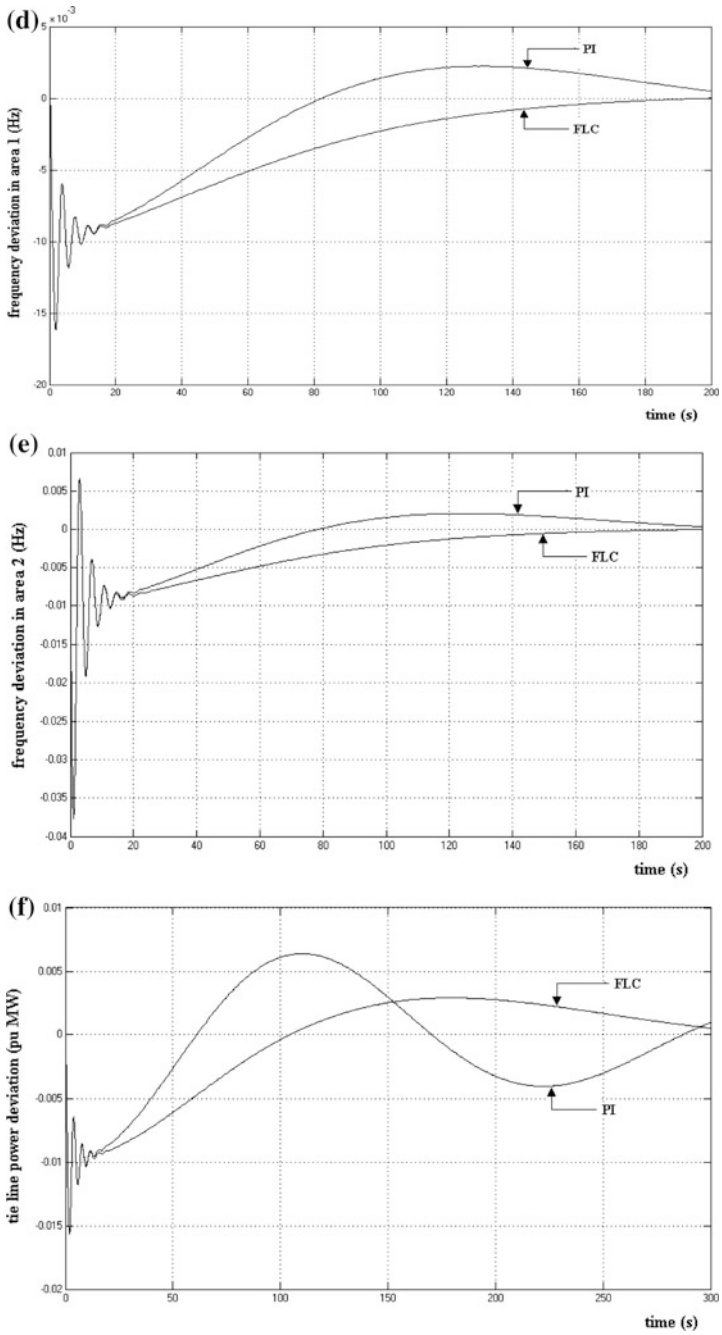 (d)
× 10⁻³
5
0
-5
-10
-15
-20
frequency deviation in area 1 (Hz)
PI
FLC
0 20 40 60 80 100 120 140 160 180 200
time (s)
(e)
0.01
0.005
0
-0.005
-0.01
-0.015
-0.02
-0.025
-0.03
-0.035
-0.04
frequency deviation in area 2 (Hz)
PI
FLC
0 20 40 60 80 100 120 140 160 180 200
time (s)
(f)
0.01
0.005
0
-0.005
-0.01
-0.015
-0.02
tie line power deviation (pu MW)
FLC
PI
0 50 100 150 200 250 300
time (s)